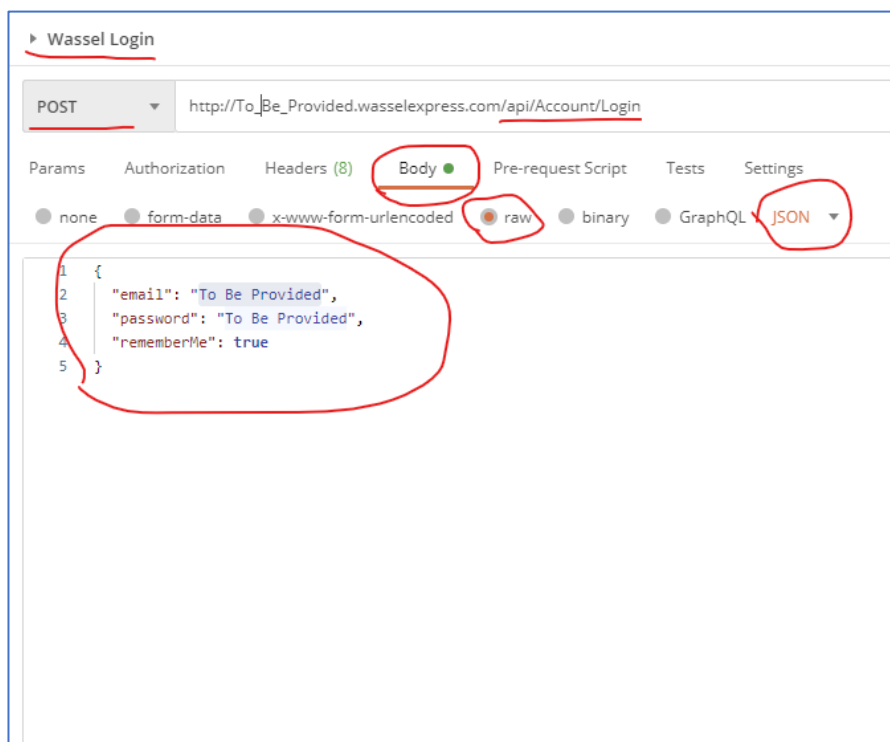 Wassel Login
POST http://To_Be_Provided.wasselexpress.com/api/Account/Login
Params Authorization Headers (8) Body Pre-request Script Tests Settings
none form-data x-www-form-urlencoded raw binary GraphQL JSON
1 {
2 "email": "To Be Provided",
3 "password": "To Be Provided",
4 "rememberMe": true
5 }